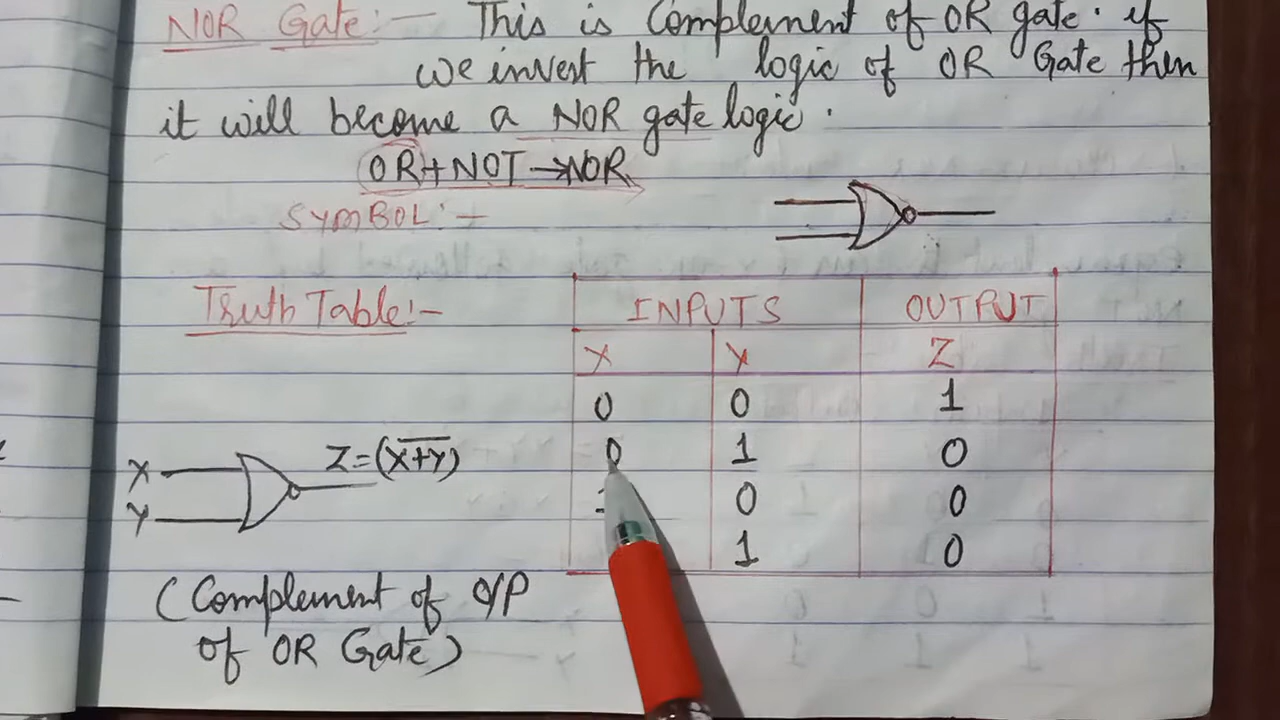 NOR Gate:- This is Complement of OR gate. if
we invest the logic of OR Gate then
it will become a NOR gate logic.
OR+NOT→NOR
SYMBOL:-
Truth Table:-
INPUTS OUTPUT
X Y Z
0 0 1
0 1 0
0 0
1 0
X
Y
Z=(\overline{X+Y})
(Complement of O/P
of OR Gate)